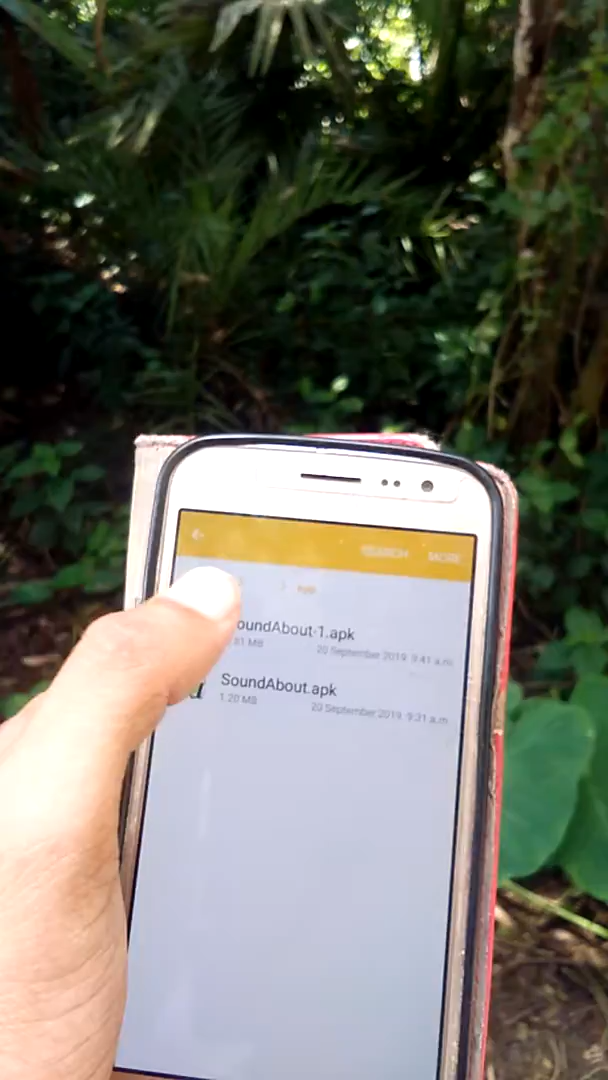 SEARCH MORE
oundAbout-1.apk
MB 20 September 2019 9:41 a.m.
SoundAbout.apk
1.20 MB 20 September 2019 9:31 a.m.